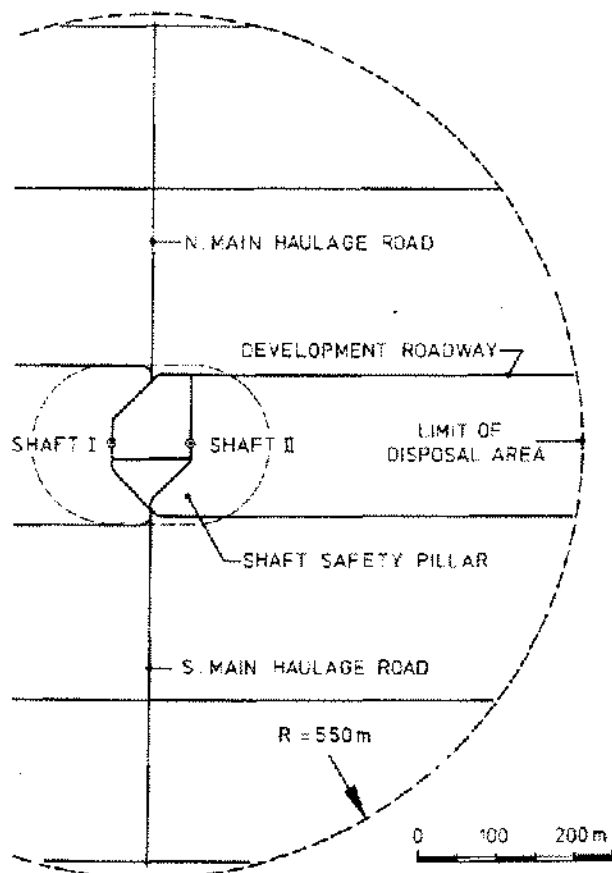 N. MAIN HAULAGE ROAD
DEVELOPMENT ROADWAY
SHAFT I
SHAFT II
LIMIT OF
DISPOSAL AREA
SHAFT SAFETY PILLAR
S. MAIN HAULAGE ROAD
R = 550m
0 100 200m